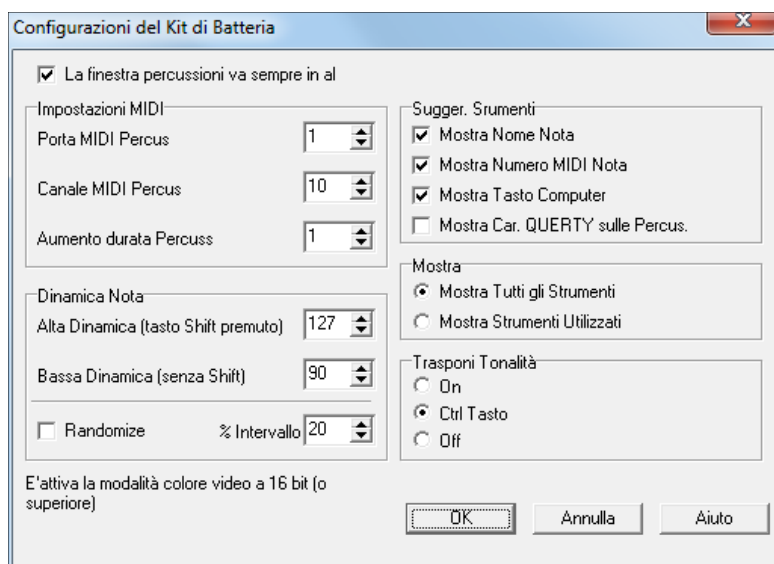 Configurazioni del Kit di Batteria
La finestra percussioni va sempre in al
Impostazioni MIDI
Porta MIDI Percus 1
Canale MIDI Percus 10
Aumento durata Percuss 1
Dinamica Nota
Alta Dinamica (tasto Shift premuto) 127
Bassa Dinamica (senza Shift) 90
Randomize % Intervallo 20
E'attiva la modalità colore video a 16 bit (o
superiore)
Sugger. Srumenti
Mostra Nome Nota
Mostra Numero MIDI Nota
Mostra Tasto Computer
Mostra Car. QUERTY sulle Percus.
Mostra
Mostra Tutti gli Strumenti
Mostra Strumenti Utilizzati
Trasponi Tonalità
On
Ctrl Tasto
Off
OK Annulla Aiuto